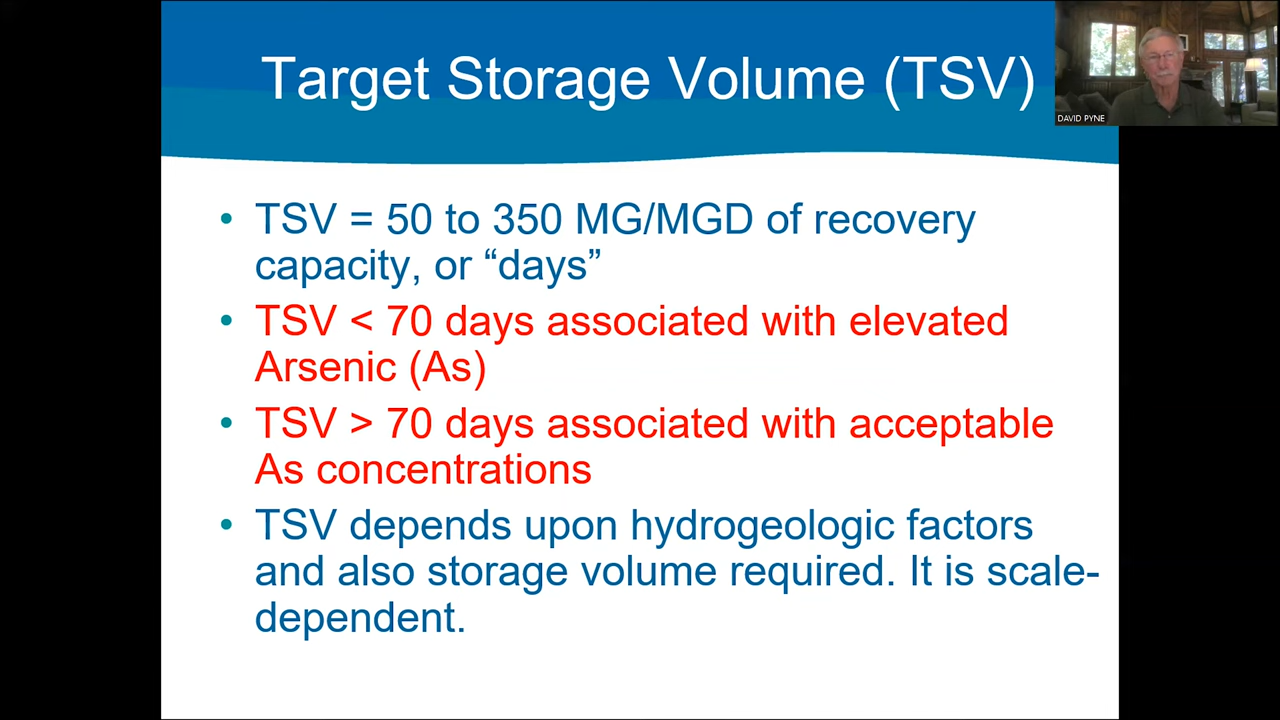 Target Storage Volume (TSV)
DAVID PYNE
• TSV = 50 to 350 MG/MGD of recovery
capacity, or “days”
• TSV < 70 days associated with elevated
Arsenic (As)
• TSV > 70 days associated with acceptable
As concentrations
• TSV depends upon hydrogeologic factors
and also storage volume required. It is scale-
dependent.